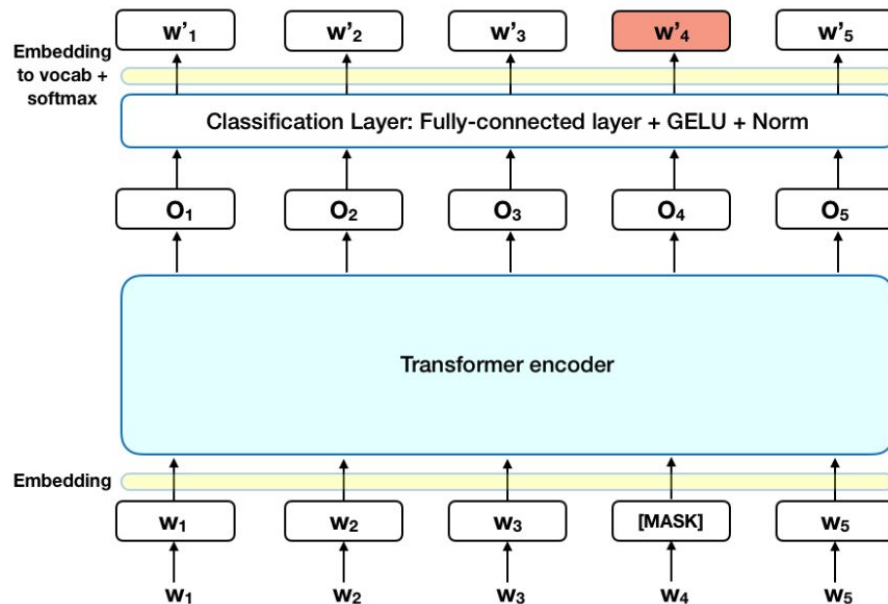 w’₁ w’₂ w’₃ w’₄ w’₅
Embedding
to vocab +
softmax
Classification Layer: Fully-connected layer + GELU + Norm
O₁ O₂ O₃ O₄ O₅
Transformer encoder
Embedding
w₁ w₂ w₃ [MASK] w₅
w₁ w₂ w₃ w₄ w₅